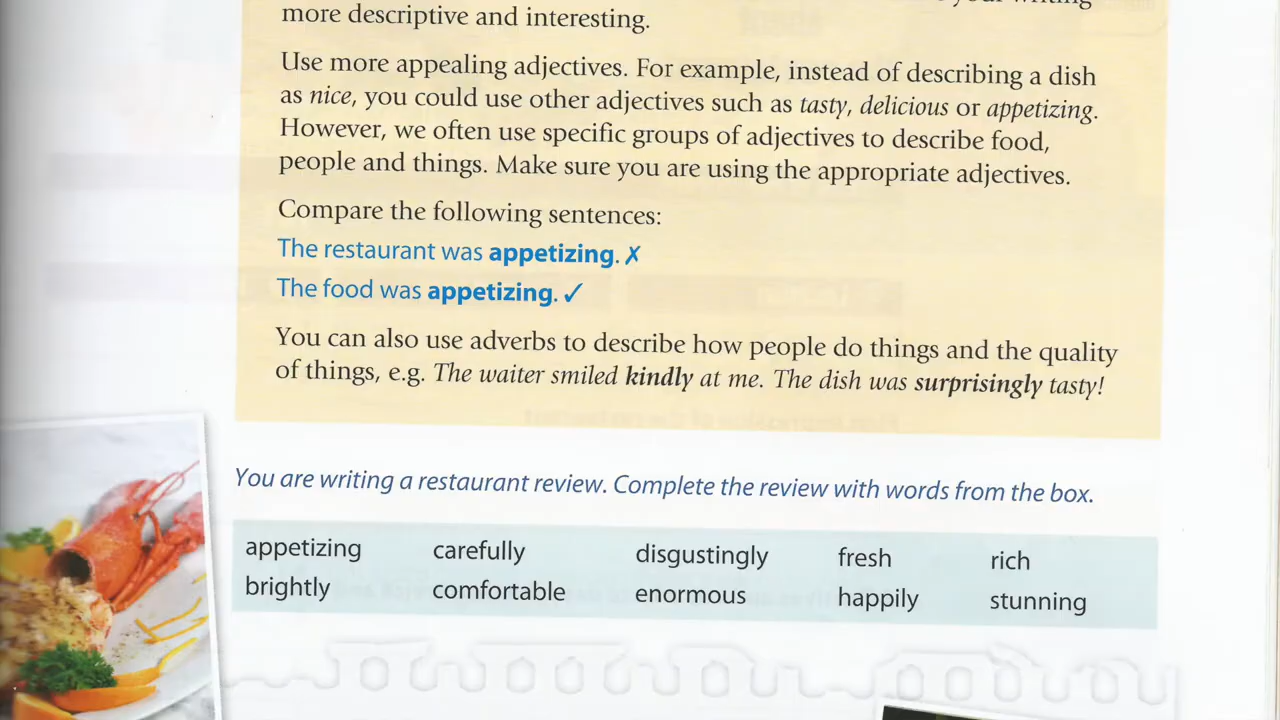 more descriptive and interesting.
Use more appealing adjectives. For example, instead of describing a dish
as nice, you could use other adjectives such as tasty, delicious or appetizing.
However, we often use specific groups of adjectives to describe food,
people and things. Make sure you are using the appropriate adjectives.
Compare the following sentences:
The restaurant was appetizing. ✗
The food was appetizing. ✓
You can also use adverbs to describe how people do things and the quality
of things, e.g. The waiter smiled kindly at me. The dish was surprisingly tasty!
You are writing a restaurant review. Complete the review with words from the box.
appetizing carefully disgustingly fresh rich
brightly comfortable enormous happily stunning